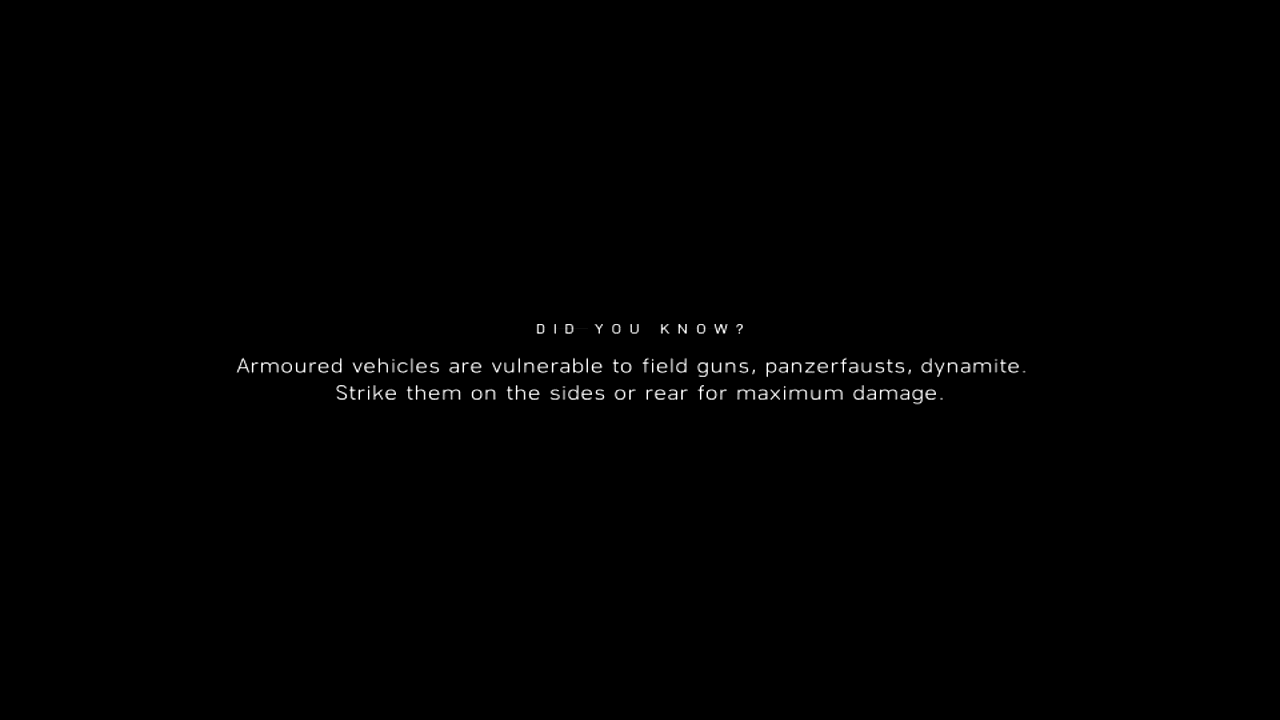 DID YOU KNOW?
Armoured vehicles are vulnerable to field guns, panzerfausts, dynamite.
Strike them on the sides or rear for maximum damage.